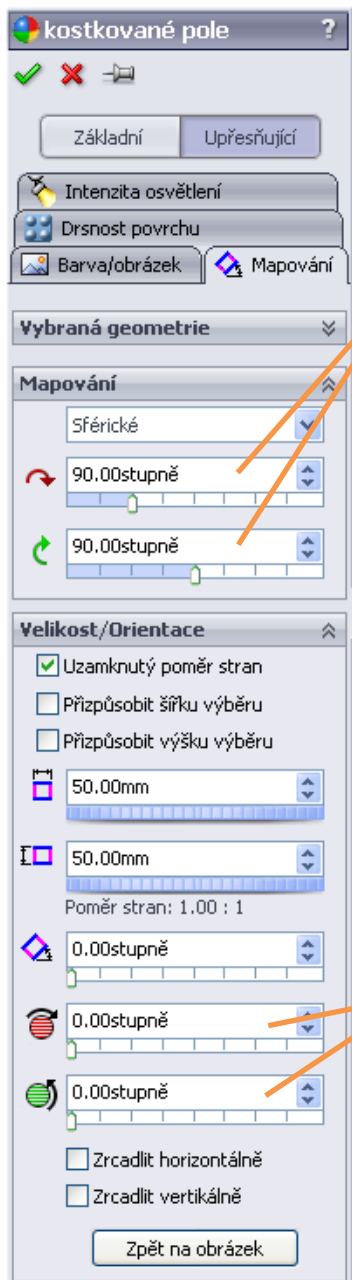 kostkované pole ?
Základní Upřesňující
Intenzita osvětlení
Drsnost povrchu
Barva/obrázek Mapování
Vybraná geometrie
Mapování
Sférické
90.00stupně
90.00stupně
Velikost/Orientace
Uzamknutý poměr stran
Přizpůsobit šířku výběru
Přizpůsobit výšku výběru
50.00mm
50.00mm
Poměr stran: 1.00 : 1
0.00stupně
0.00stupně
0.00stupně
Zrcadlit horizontálně
Zrcadlit vertikálně
Zpět na obrázek